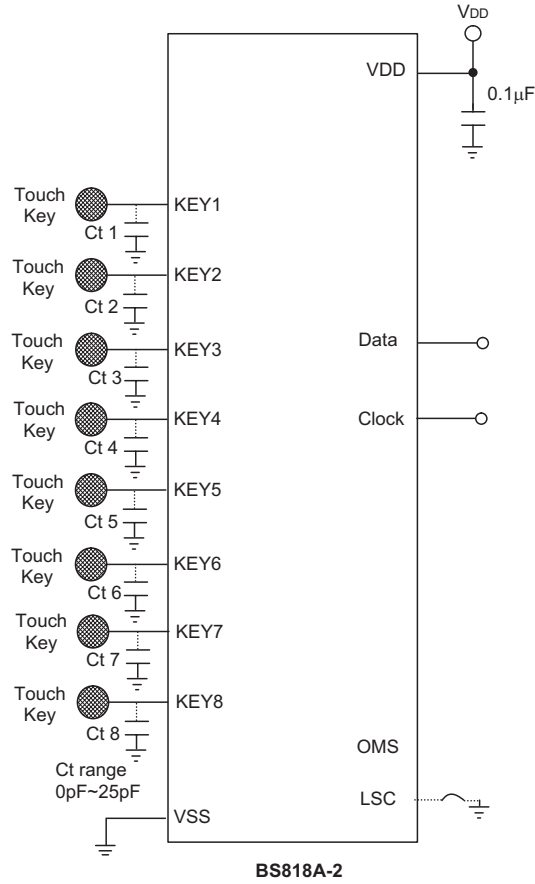 VDD
VDD
0.1µF
Touch
Key
KEY1
Ct 1
Touch
Key
KEY2
Ct 2
Touch
Key
KEY3
Ct 3
Touch
Key
KEY4
Ct 4
Touch
Key
KEY5
Ct 5
Touch
Key
KEY6
Ct 6
Touch
Key
KEY7
Ct 7
Touch
Key
KEY8
Ct 8
Ct range
0pF~25pF
VSS
Data
Clock
OMS
LSC
BS818A-2